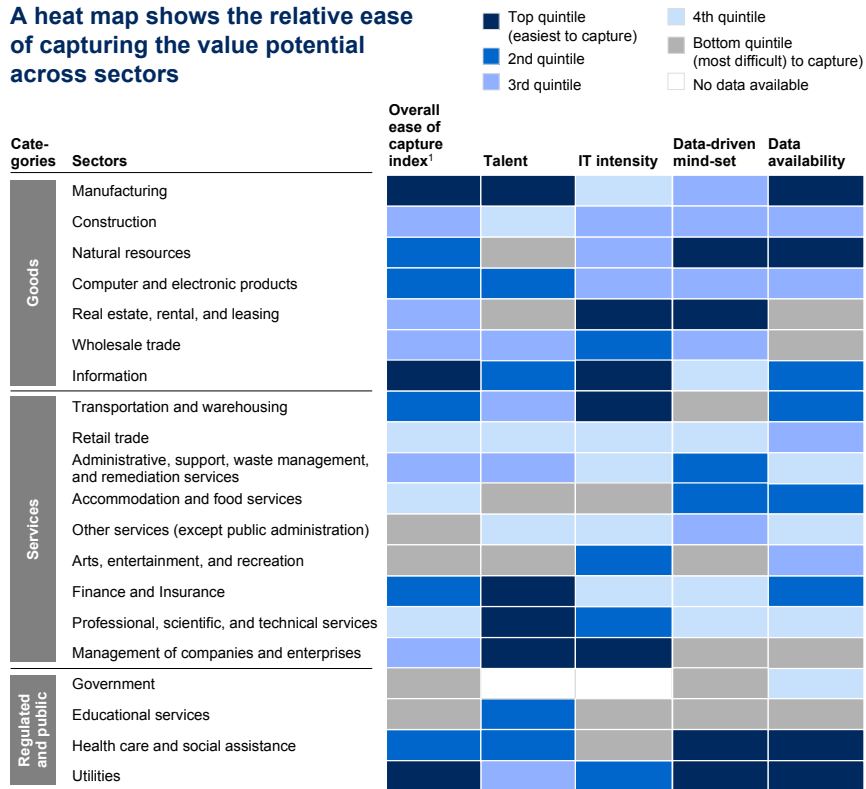 A heat map shows the relative ease
of capturing the value potential
across sectors
Top quintile
(easiest to capture)
2nd quintile
3rd quintile
4th quintile
Bottom quintile
(most difficult) to capture)
No data available
Cate-
gories
Sectors
Overall
ease of
capture
index1
Talent
IT intensity
Data-driven
mind-set
Data
availability
Goods
Manufacturing
Construction
Natural resources
Computer and electronic products
Real estate, rental, and leasing
Wholesale trade
Information
Services
Transportation and warehousing
Retail trade
Administrative, support, waste management,
and remediation services
Accommodation and food services
Other services (except public administration)
Arts, entertainment, and recreation
Finance and Insurance
Professional, scientific, and technical services
Management of companies and enterprises
Regulated
and public
Government
Educational services
Health care and social assistance
Utilities